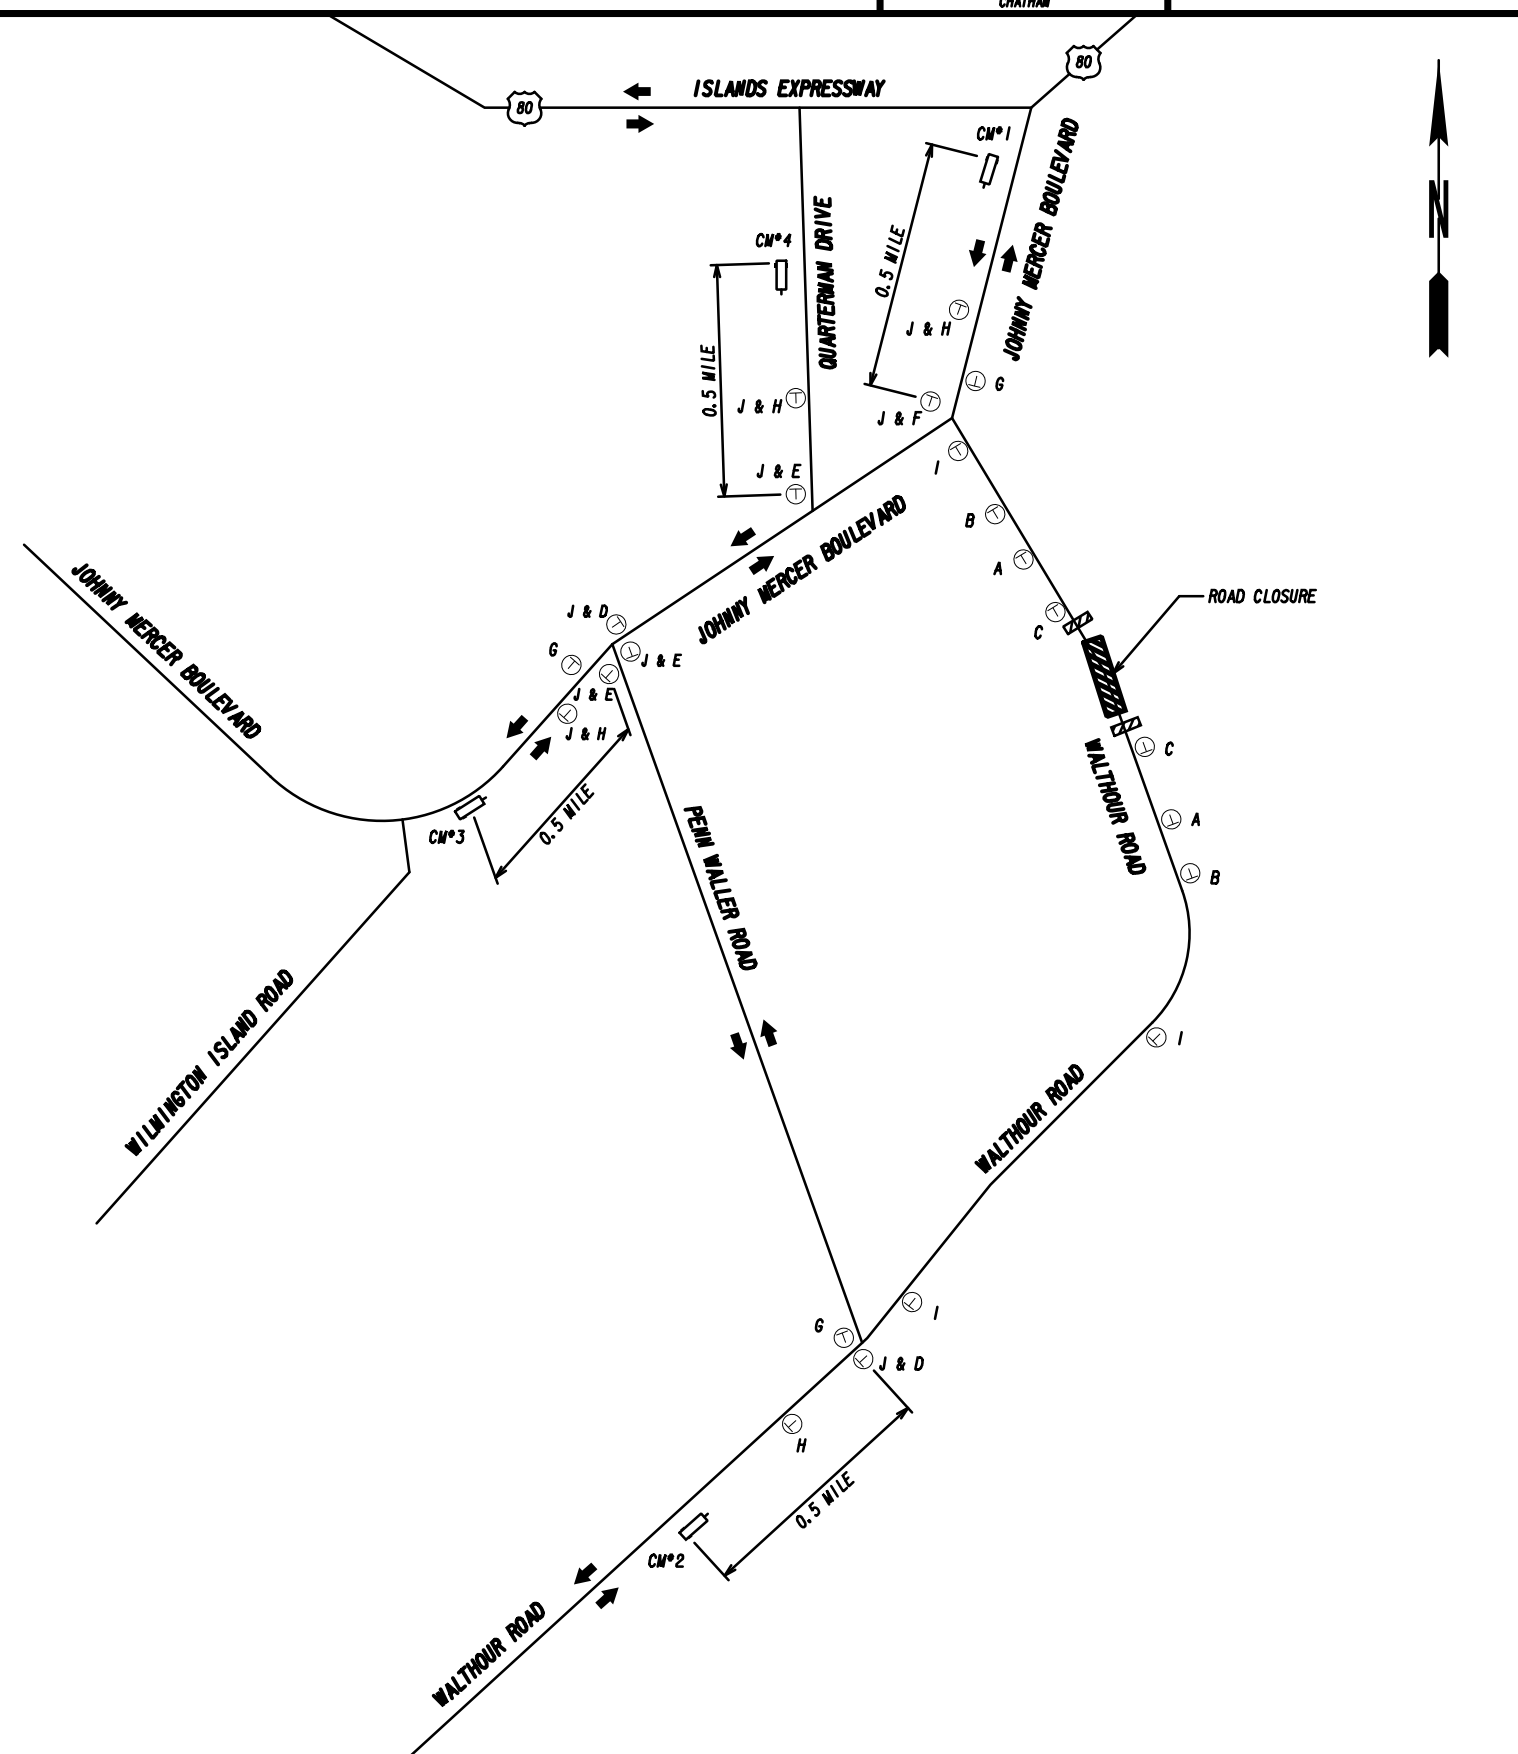 CHATHAM
80
ISLANDS EXPRESSWAY
80
CM#1
JOHNNY MERCER BOULEVARD
0.5 MILE
QUARTERMAN DRIVE
CM#4
J & H
0.5 MILE
J & H
G
J & F
I
J & E
B
A
JOHNNY MERCER BOULEVARD
JOHNNY MERCER BOULEVARD
ROAD CLOSURE
J & D
C
G
J & E
J & E
J & H
C
WALTHOUR ROAD
0.5 MILE
CM#3
A
PENN WALLER ROAD
B
WILMINGTON ISLAND ROAD
I
WALTHOUR ROAD
I
G
J & D
H
0.5 MILE
CM#2
WALTHOUR ROAD
N